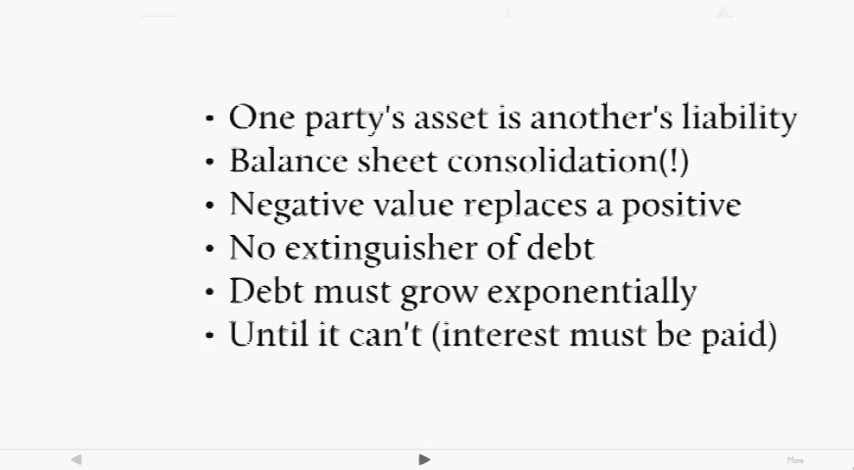 • One party's asset is another's liability
• Balance sheet consolidation(!)
• Negative value replaces a positive
• No extinguisher of debt
• Debt must grow exponentially
• Until it can't (interest must be paid)
More